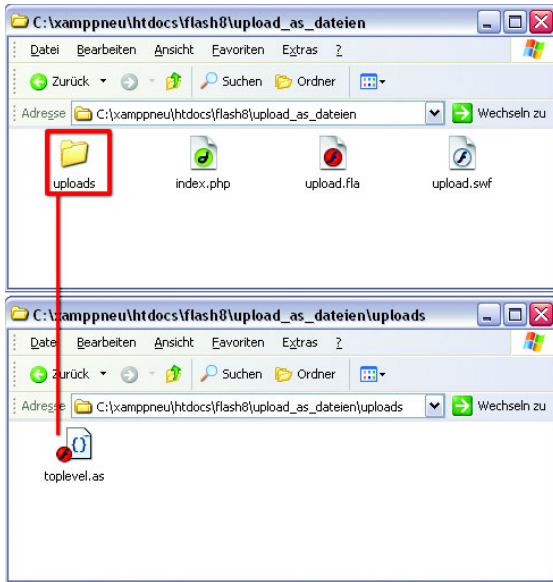 C:\xamppneu\htdocs\flash8\upload_as_dateien
Datei Bearbeiten Ansicht Favoriten Extras ?
Zurück Suchen Ordner
Adresse C:\xamppneu\htdocs\flash8\upload_as_dateien Wechseln zu
uploads index.php upload.fla upload.swf
C:\xamppneu\htdocs\flash8\upload_as_dateien\uploads
Datei Bearbeiten Ansicht Favoriten Extras ?
Zurück Suchen Ordner
Adresse C:\xamppneu\htdocs\flash8\upload_as_dateien\uploads Wechseln zu
toplevel.as